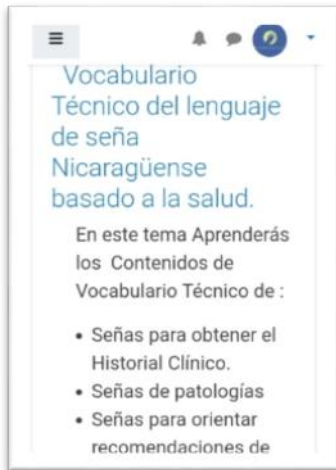 Vocabulario
Técnico del lenguaje
de seña
Nicaragüense
basado a la salud.
En este tema Aprenderás
los Contenidos de
Vocabulario Técnico de :
• Señas para obtener el
Historial Clínico.
• Señas de patologías
• Señas para orientar
recomendaciones de